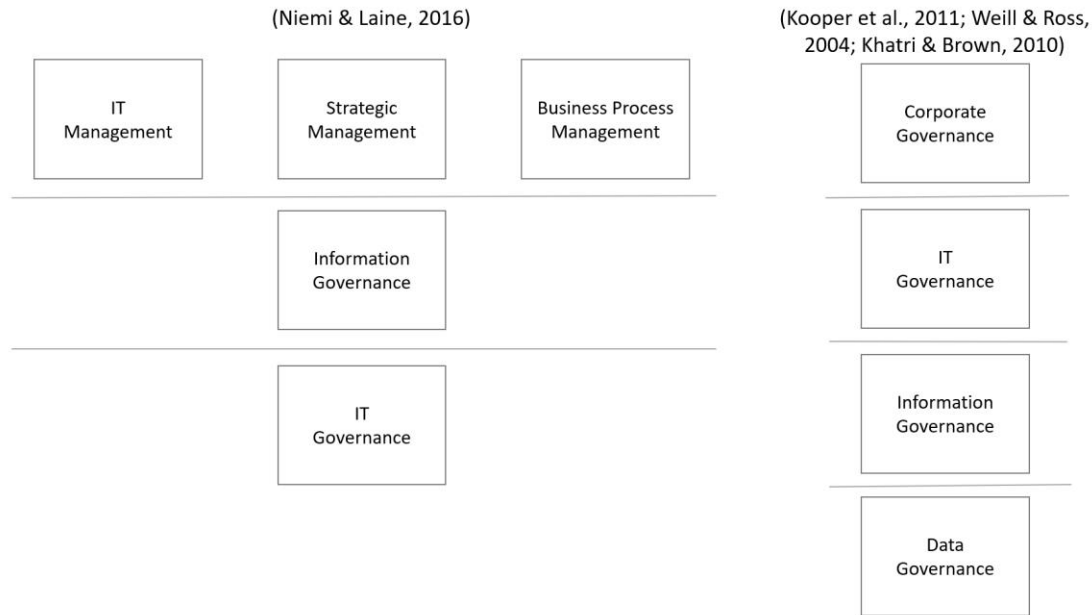 (Niemi & Laine, 2016)
IT
Management
Strategic
Management
Business Process
Management
Information
Governance
IT
Governance
(Kooper et al., 2011; Weill & Ross,
2004; Khatri & Brown, 2010)
Corporate
Governance
IT
Governance
Information
Governance
Data
Governance